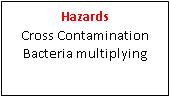 Hazards
Cross Contamination
Bacteria multiplying